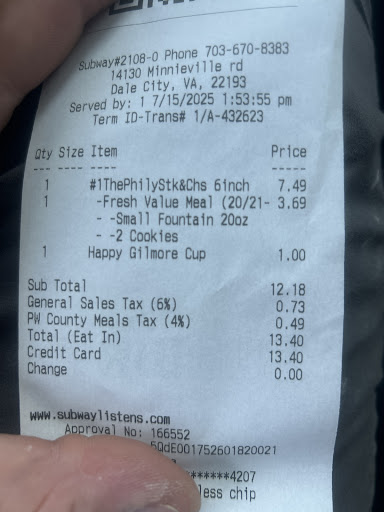 Subway#2108-0 Phone 703-670-8383
14130 Minnieville rd
Dale City, VA, 22193
Served by: 1 7/15/2025 1:53:55 pm
Term ID-Trans# 1/A-432623
Qty Size Item Price
--- ---- ---- -----
1 #1ThePhilyStk&Chs 6inch 7.49
1 -Fresh Value Meal (20/21- 3.69
- -Small Fountain 20oz
- -2 Cookies
1 Happy Gilmore Cup 1.00
Sub Total 12.18
General Sales Tax (6%) 0.73
PW County Meals Tax (4%) 0.49
Total (Eat In) 13.40
Credit Card 13.40
Change 0.00
www.subwaylistens.com
Approval No: 166552
5QdE001752601820021
*******4207
less chip